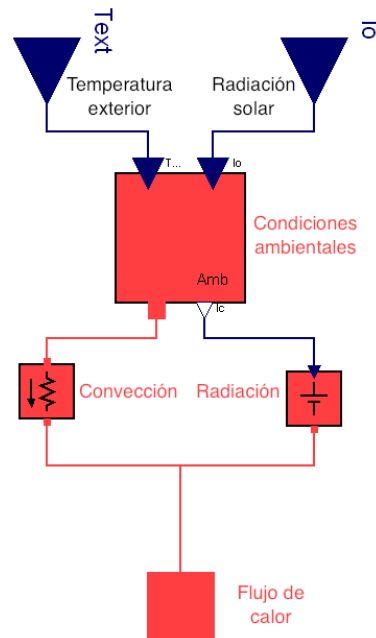 Text
Io
Temperatura
exterior
Radiación
solar
T...
Io
Condiciones
ambientales
Amb
Ic
Convección
Radiación
Flujo de
calor